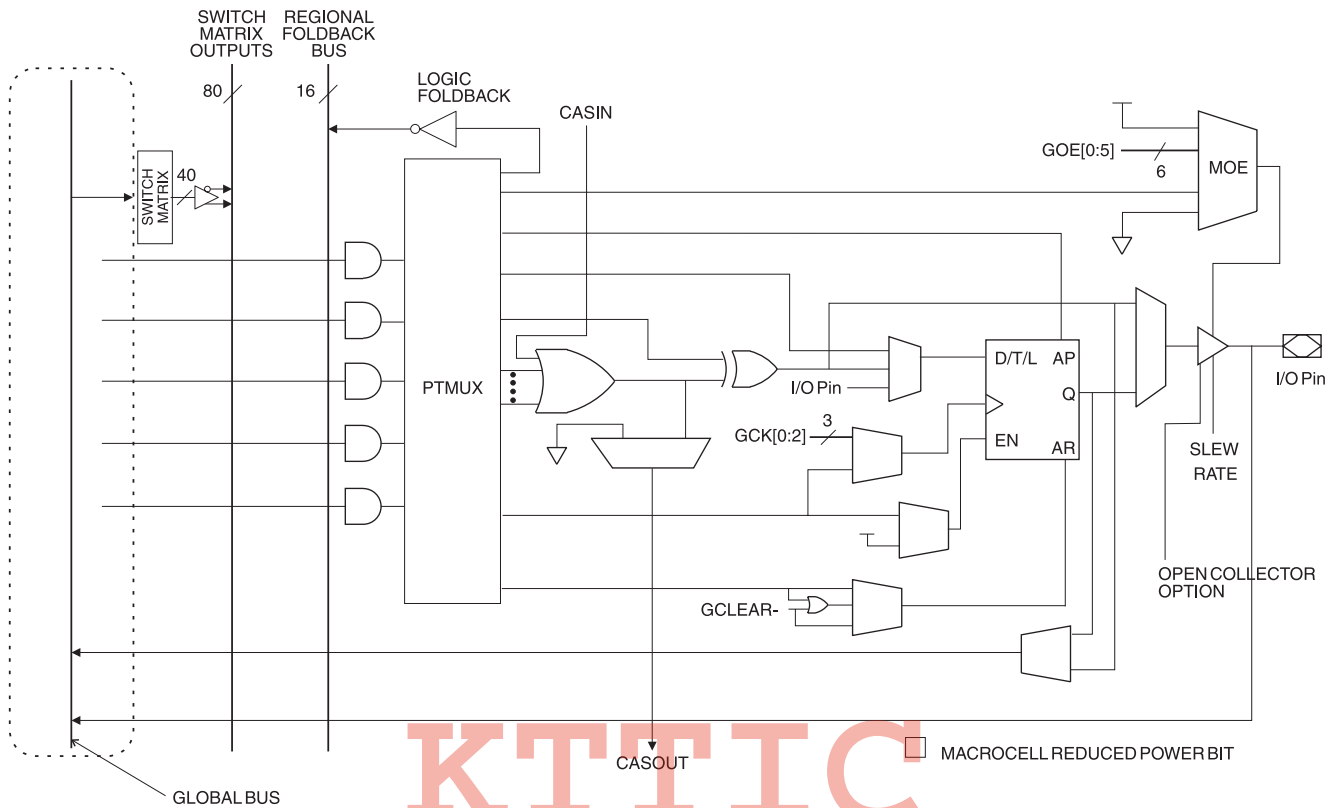 SWITCH
MATRIX
OUTPUTS
REGIONAL
FOLDBACK
BUS
80
16
LOGIC
FOLDBACK
CASIN
GOE[0:5]
6
MOE
SWITCH
MATRIX
40
PTMUX
I/O Pin
D/T/L
AP
Q
EN
AR
GCK[0:2]
3
I/O Pin
SLEW
RATE
OPEN COLLECTOR
OPTION
GCLEAR-
KTTIC
CASOUT
MACROCELL REDUCED POWER BIT
GLOBAL BUS